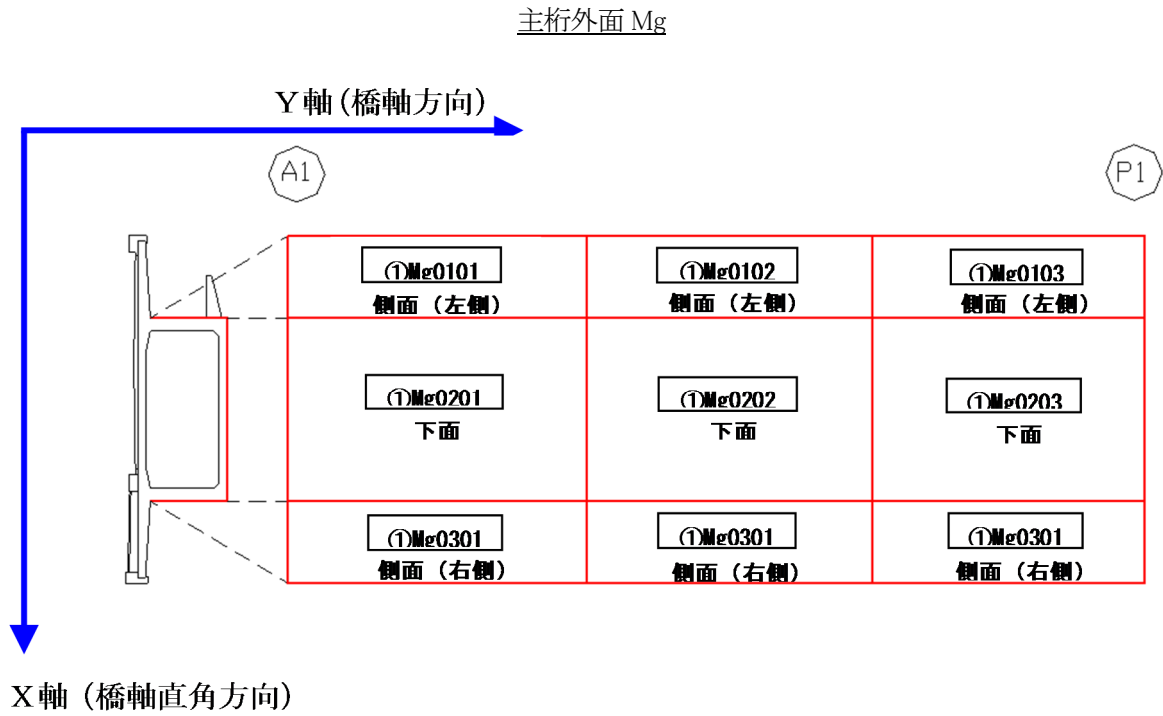 主桁外面 Mg
Y軸(橋軸方向)
A1
P1
①Mg0101
側面（左側）
①Mg0102
側面（左側）
①Mg0103
側面（左側）
①Mg0201
下面
①Mg0202
下面
①Mg0203
下面
①Mg0301
側面（右側）
①Mg0301
側面（右側）
①Mg0301
側面（右側）
X軸（橋軸直角方向）